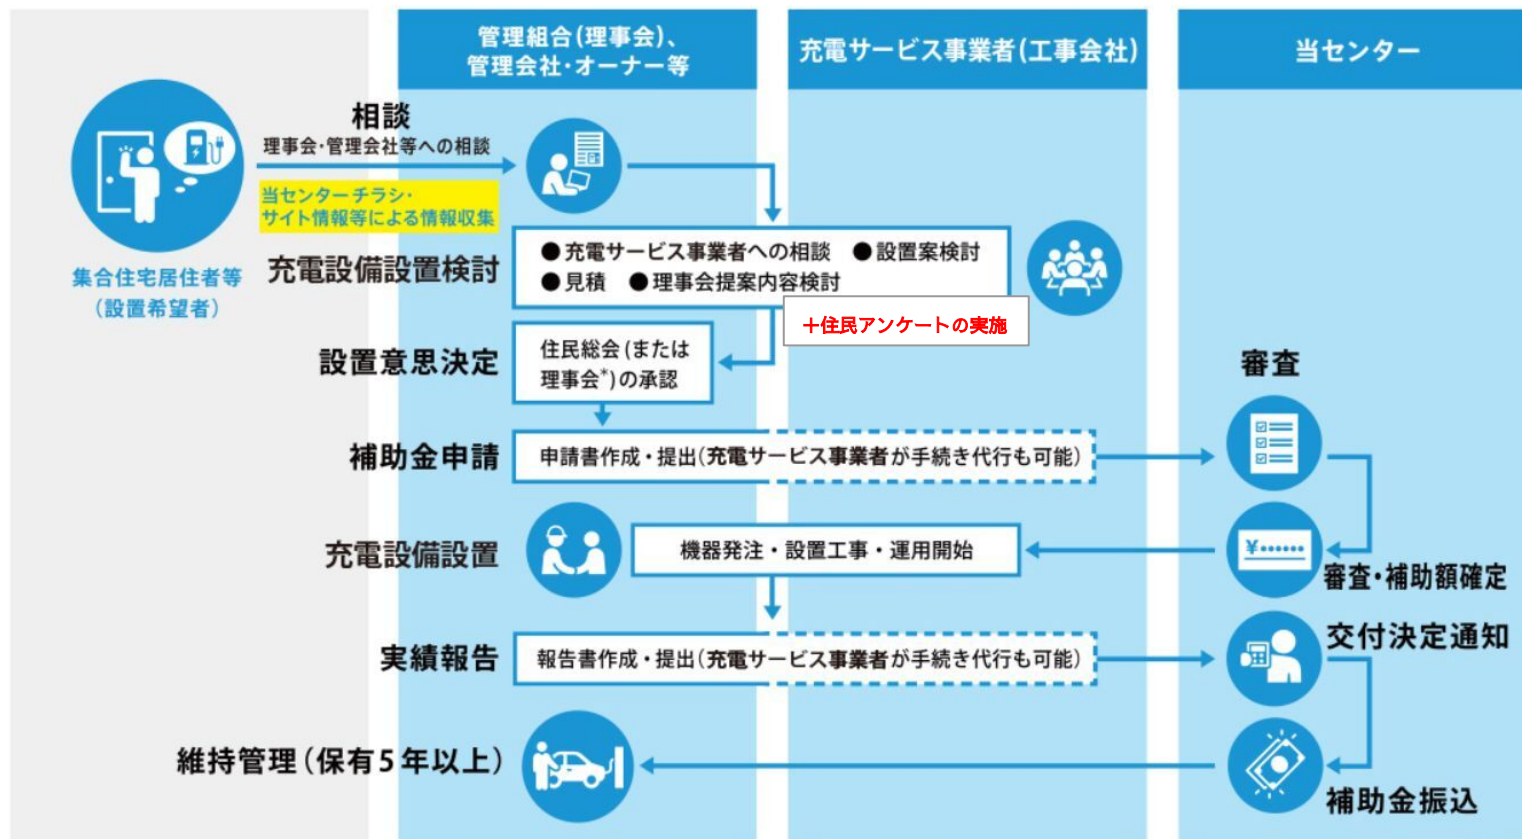 管理組合(理事会)、
管理会社・オーナー等
充電サービス事業者(工事会社)
当センター
相談
理事会・管理会社等への相談
当センターチラシ・
サイト情報等による情報収集
集合住宅居住者等
(設置希望者)
充電設備設置検討
●充電サービス事業者への相談 ●設置案検討
●見積 ●理事会提案内容検討
＋住民アンケートの実施
設置意思決定
住民総会(または
理事会*)の承認
審査
補助金申請
申請書作成・提出(充電サービス事業者が手続き代行も可能)
充電設備設置
機器発注・設置工事・運用開始
¥••••••
審査・補助額確定
交付決定通知
実績報告
報告書作成・提出(充電サービス事業者が手続き代行も可能)
維持管理(保有5年以上)
補助金振込